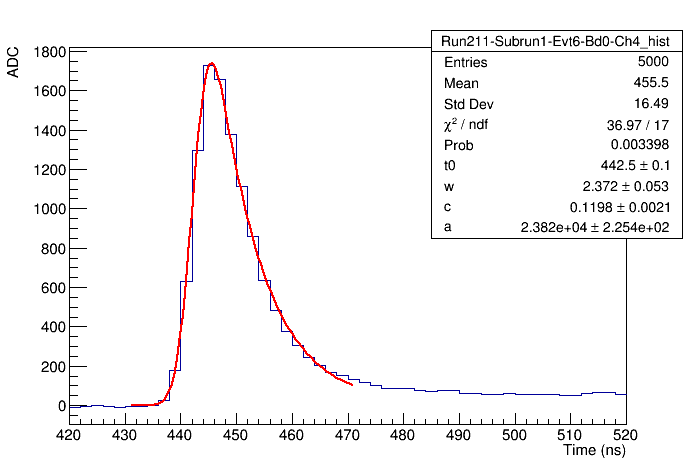 Run211-Subrun1-Evt6-Bd0-Ch4_hist
Entries 5000
Mean 455.5
Std Dev 16.49
χ² / ndf 36.97 / 17
Prob 0.003398
t0 442.5 ± 0.1
w 2.372 ± 0.053
c 0.1198 ± 0.0021
a 2.382e+04 ± 2.254e+02
ADC
1800
1600
1400
1200
1000
800
600
400
200
0
420 430 440 450 460 470 480 490 500 510 520
Time (ns)